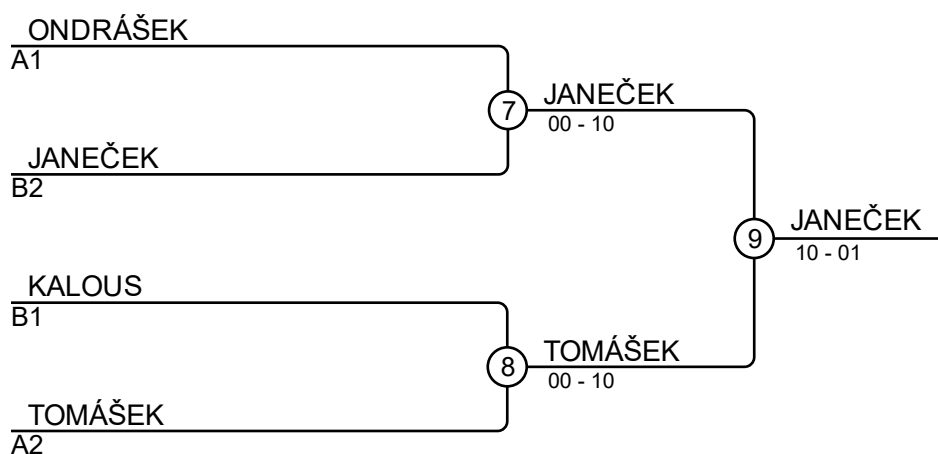 ONDRÁŠEK
A1
7
JANEČEK
00 - 10
JANEČEK
B2
9
JANEČEK
10 - 01
KALOUS
B1
8
TOMÁŠEK
00 - 10
TOMÁŠEK
A2